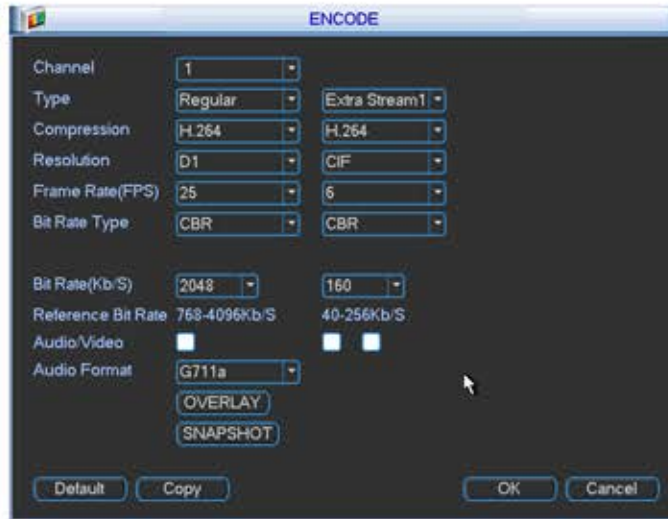 ENCODE
Channel 1
Type Regular Extra Stream1
Compression H.264 H.264
Resolution D1 CIF
Frame Rate(FPS) 25 6
Bit Rate Type CBR CBR
Bit Rate(Kb/S) 2048 160
Reference Bit Rate 768-4096Kb/S 40-256Kb/S
Audio/Video
Audio Format G711a
OVERLAY
SNAPSHOT
Default Copy OK Cancel